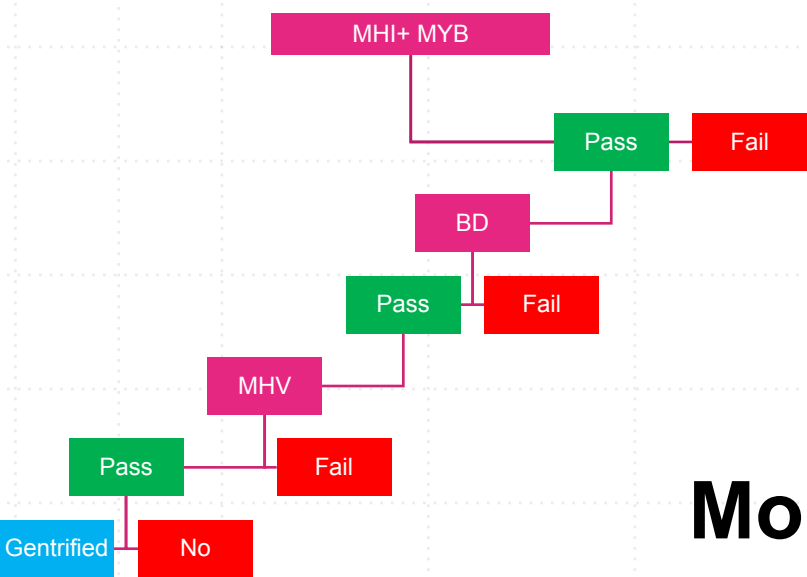 MHI+ MYB
Pass
Fail
BD
Pass
Fail
MHV
Pass
Fail
Mo
Gentrified
No